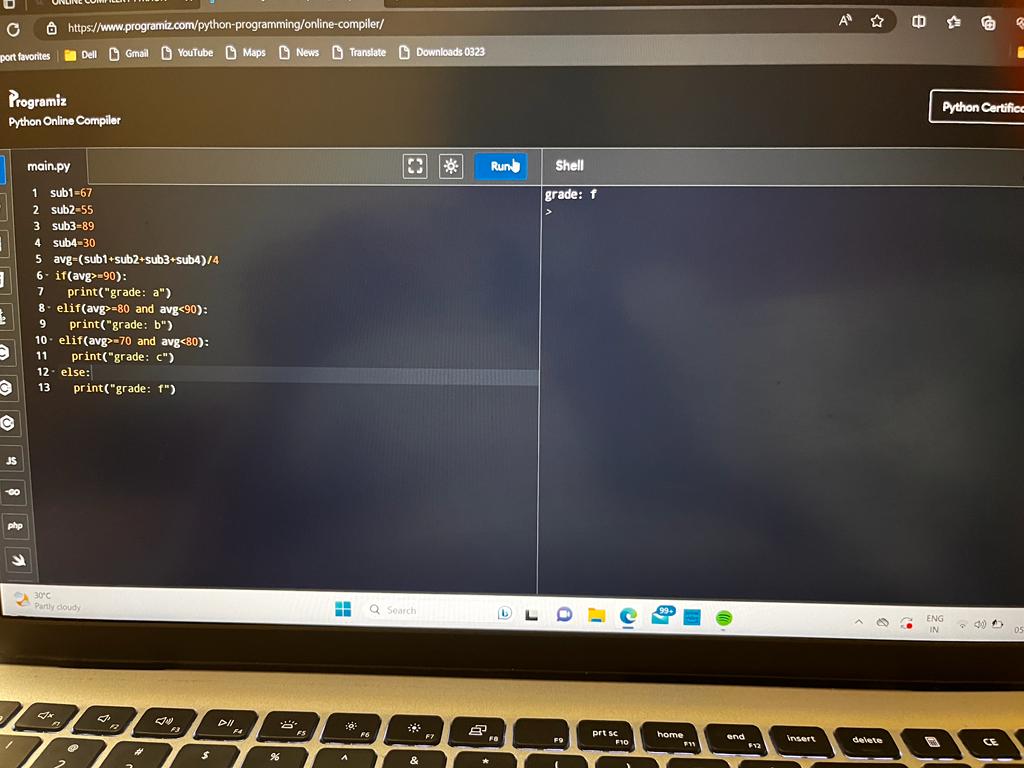 https://www.programiz.com/python-programming/online-compiler/
port favorites Dell Gmail YouTube Maps News Translate Downloads 0323
Programiz
Python Online Compiler
Python Certific
main.py
Run
Shell
1 sub1=67
2 sub2=55
3 sub3=89
4 sub4=30
5 avg=(sub1+sub2+sub3+sub4)/4
6 if(avg>=90):
7 print("grade: a")
8 elif(avg>=80 and avg<90):
9 print("grade: b")
10 elif(avg>=70 and avg<80):
11 print("grade: c")
12 else:
13 print("grade: f")
grade: f
>
JS
GO
php
30°C
Partly cloudy
Search
99+
ENG
IN
05
F1 F2 F3 F4 F5 F6 F7 F8 F9
prt sc F10
home F11
end F12
insert
delete
CE
! @ # $ % ^ & * ( )
2